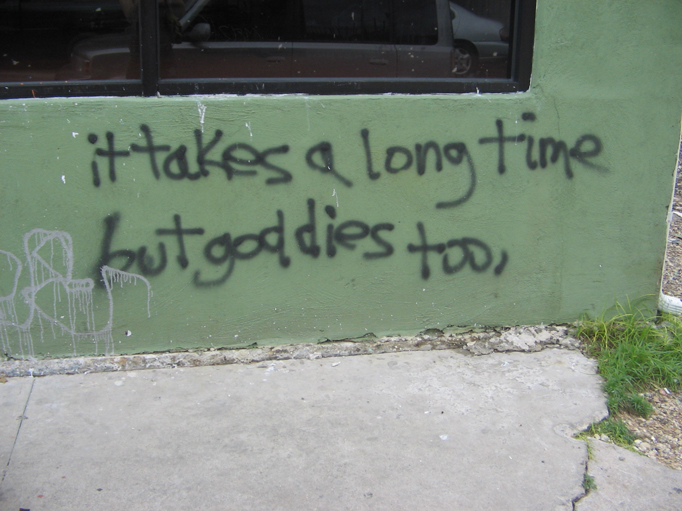 it takes a long time
but god dies too,